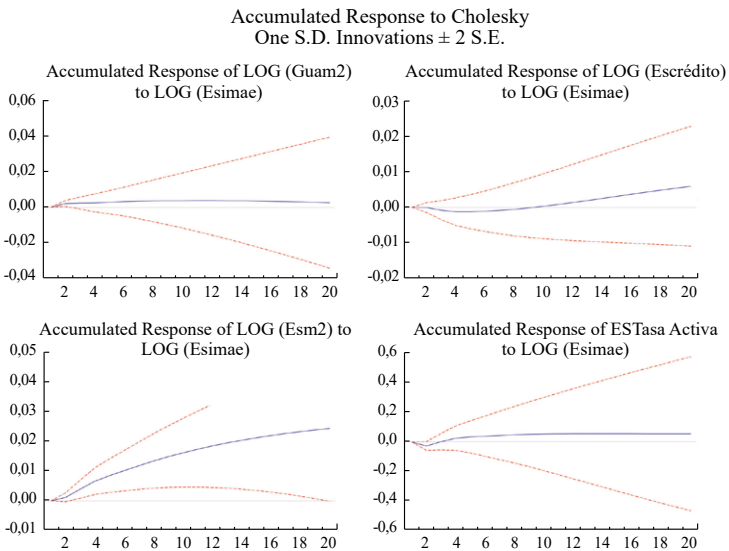 Accumulated Response to Cholesky
One S.D. Innovations ± 2 S.E.
Accumulated Response of LOG (Guam2)
to LOG (Esimae)
0,06
0,04
0,02
0,00
-0,02
-0,04
2 4 6 8 10 12 14 16 18 20
Accumulated Response of LOG (Escrédito)
to LOG (Esimae)
0,03
0,02
0,01
0,00
-0,01
-0,02
2 4 6 8 10 12 14 16 18 20
Accumulated Response of LOG (Esm2) to
LOG (Esimae)
0,05
0,04
0,03
0,02
0,01
0,00
-0,01
2 4 6 8 10 12 14 16 18 20
Accumulated Response of ESTasa Activa
to LOG (Esimae)
0,6
0,4
0,2
0,0
-0,2
-0,4
-0,6
2 4 6 8 10 12 14 16 18 20